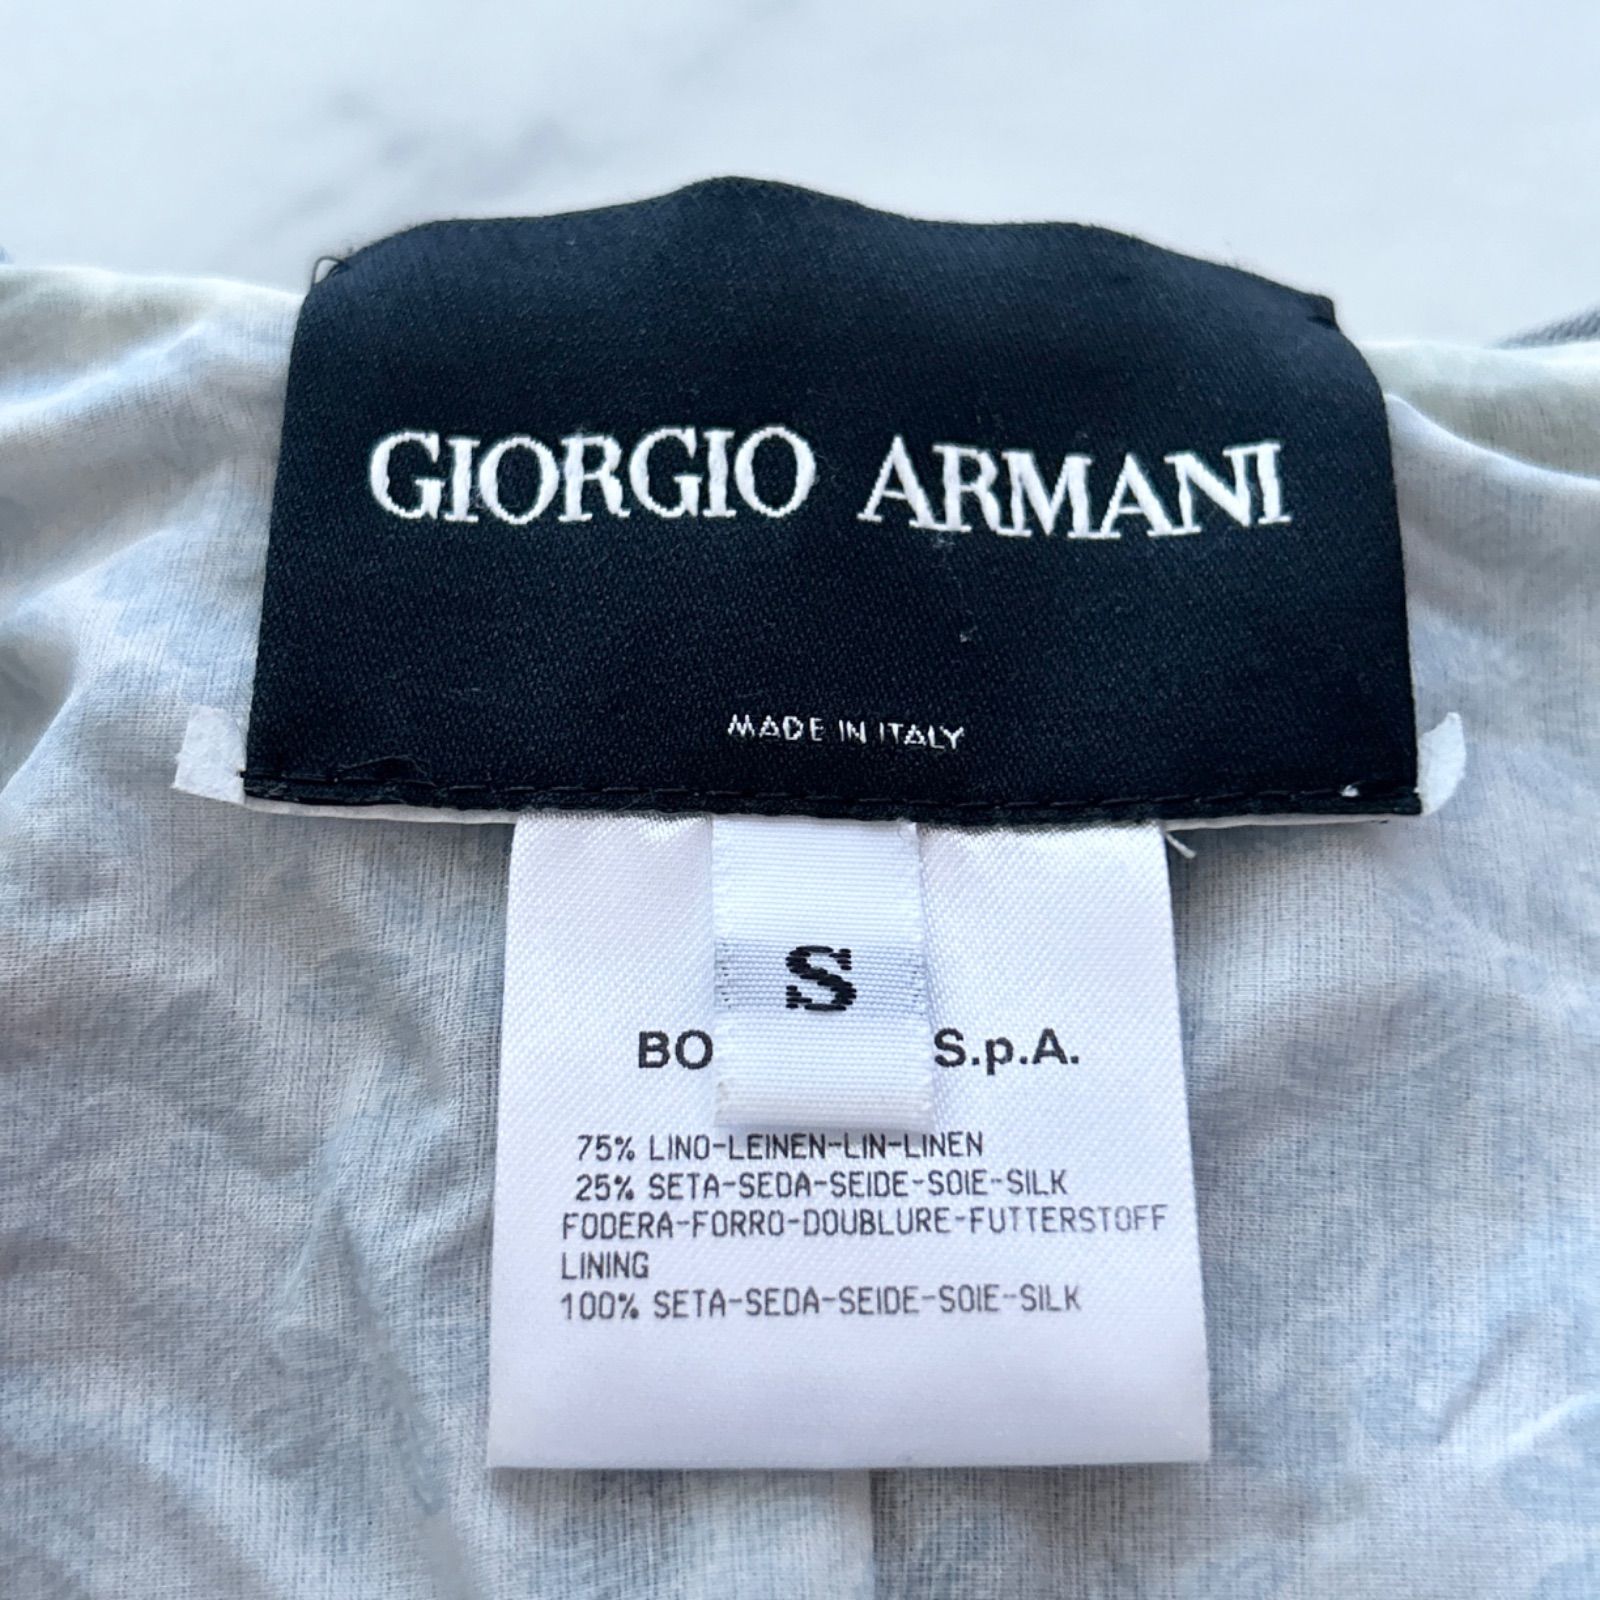 GIORGIO ARMANI
MADE IN ITALY
S
S.p.A.
75% LINO-LEINEN-LIN-LINEN
25% SETA-SEDA-SEIDE-SOIE-SILK
FODERA-FORRO-DOUBLURE-FUTTERSTOFF
LINING
100% SETA-SEDA-SEIDE-SOIE-SILK